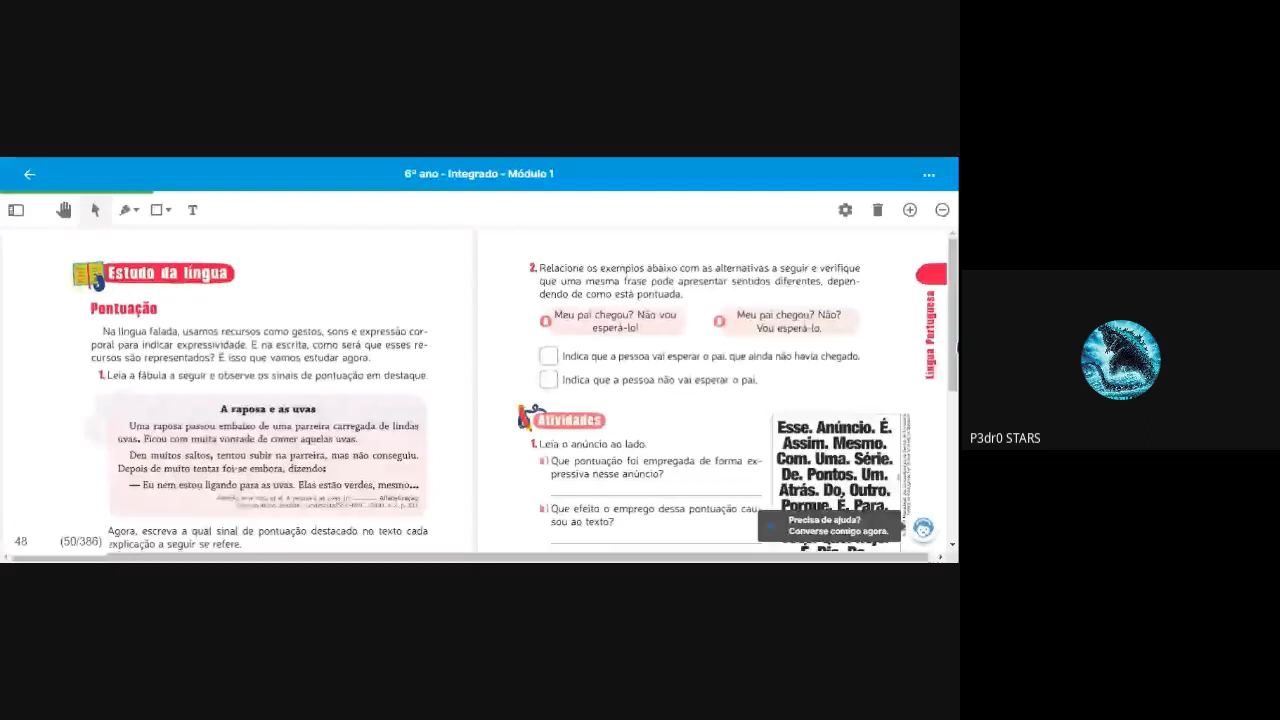 6º ano - Integrado - Módulo 1
...
T
Estudo da língua
Pontuação
Na língua falada, usamos recursos como gestos, sons e expressão cor-
poral para indicar expressividade. E na escrita, como será que esses re-
cursos são representados? É isso que vamos estudar agora.
1. Leia a fábula a seguir e observe os sinais de pontuação em destaque.
A raposa e as uvas
Uma raposa passou embaixo de uma parreira carregada de lindas
uvas. Ficou com muita vontade de comer aquelas uvas.
Deu muitos saltos, tentou subir na parreira, mas não conseguiu.
Depois de muito tentar foi-se embora, dizendo:
— Eu nem estou ligando para as uvas. Elas estão verdes, mesmo...
Agora, escreva a qual sinal de pontuação destacado no texto cada
explicação a seguir se refere.
48 (50/386)
2. Relacione os exemplos abaixo com as alternativas a seguir e verifique
que uma mesma frase pode apresentar sentidos diferentes, depen-
dendo de como está pontuada.
A Meu pai chegou? Não vou
esperá-lo!
B Meu pai chegou? Não?
Vou esperá-lo.
Indica que a pessoa vai esperar o pai, que ainda não havia chegado.
Indica que a pessoa não vai esperar o pai.
Língua Portuguesa
Atividades
1. Leia o anúncio ao lado.
a) Que pontuação foi empregada de forma ex-
pressiva nesse anúncio?
b) Que efeito o emprego dessa pontuação cau-
sou ao texto?
Esse. Anúncio. É.
Assim. Mesmo.
Com. Uma. Série.
De. Pontos. Um.
Atrás. Do, Outro.
Porque. É. Para.
Precisa de ajuda?
Converse comigo agora.
P3dr0 STARS